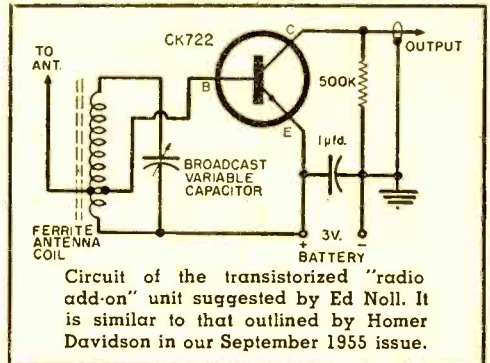 TO
ANT.
CK722
C
B
E
OUTPUT
500K
1μfd.
BROADCAST
VARIABLE
CAPACITOR
FERRITE
ANTENNA
COIL
+ 3V. -
BATTERY
Circuit of the transistorized "radio
add-on" unit suggested by Ed Noll. It
is similar to that outlined by Homer
Davidson in our September 1955 issue.